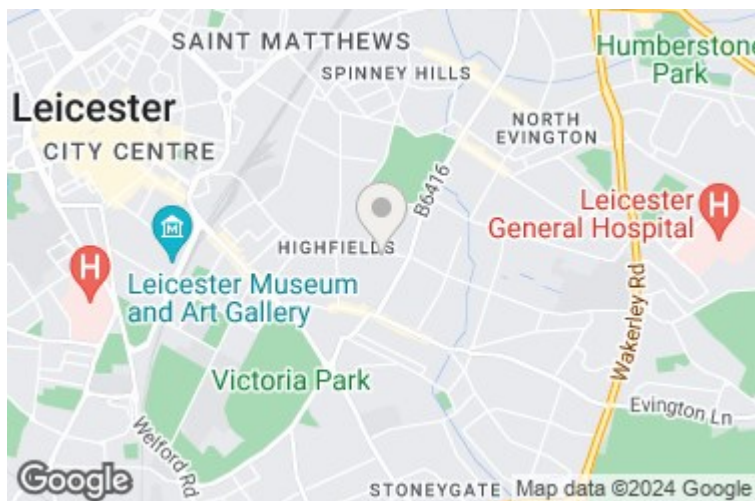 SAINT MATTHEWS
SPINNEY HILLS
Humberstone
Park
Leicester
CITY CENTRE
NORTH
EVINGTON
B6416
Leicester
General Hospital
H
HIGHFIELDS
M
H
Leicester Museum
and Art Gallery
Wakerley Rd
Victoria Park
Evington Ln
Welford Rd
STONEYGATE
Google
Map data ©2024 Google